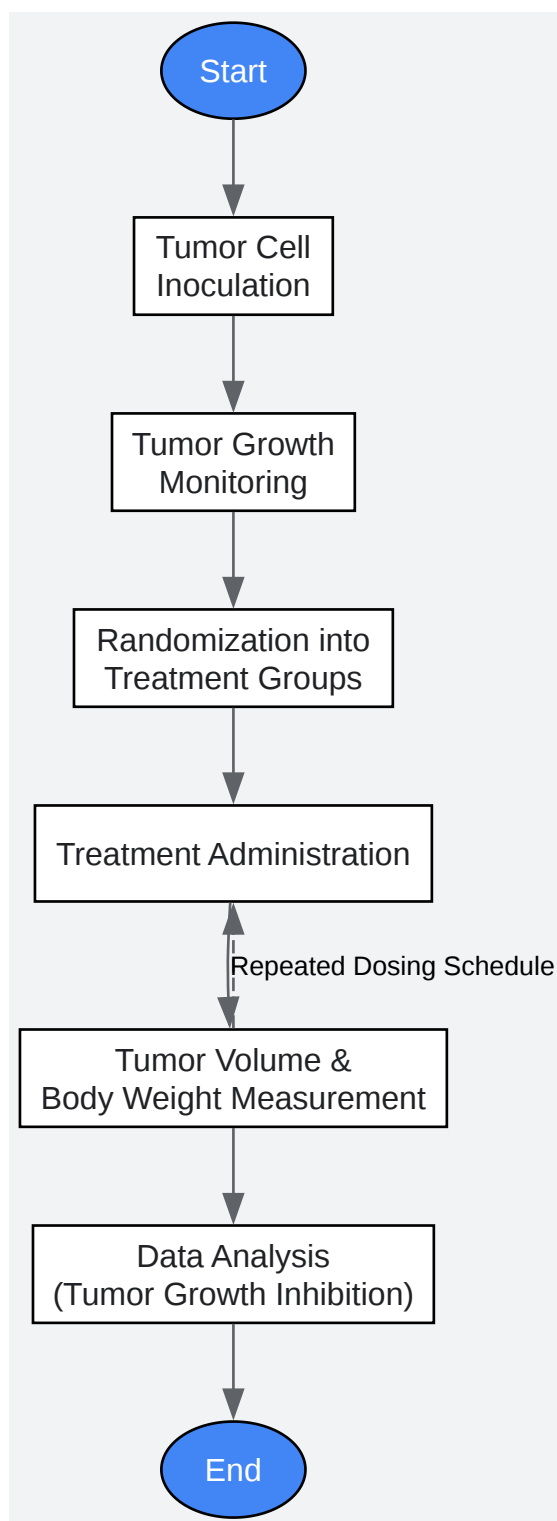 Start
Tumor Cell
Inoculation
Tumor Growth
Monitoring
Randomization into
Treatment Groups
Treatment Administration
Repeated Dosing Schedule
Tumor Volume &
Body Weight Measurement
Data Analysis
(Tumor Growth Inhibition)
End